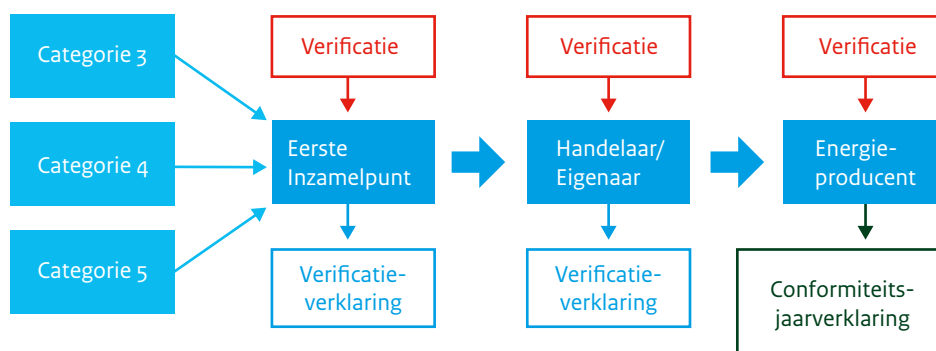 Categorie 3
Categorie 4
Categorie 5
Verificatie
Eerste
Inzamelpunt
Verificatie-
verklaring
Verificatie
Handelaar/
Eigenaar
Verificatie-
verklaring
Verificatie
Energie-
producent
Conformiteits-
jaarverklaring